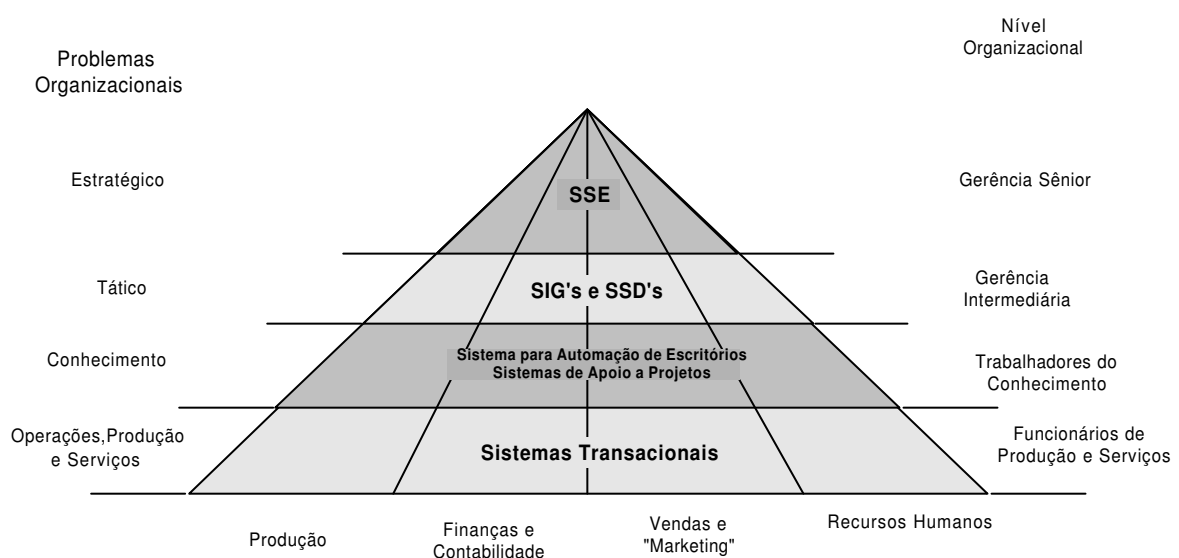 Problemas
Organizacionais
Nível
Organizacional
Estratégico
SSE
Gerência Sênior
Tático
SIG's e SSD's
Gerência
Intermediária
Conhecimento
Sistema para Automação de Escritórios
Sistemas de Apoio a Projetos
Trabalhadores do
Conhecimento
Operações,Produção
e Serviços
Sistemas Transacionais
Funcionários de
Produção e Serviços
Produção
Finanças e
Contabilidade
Vendas e
"Marketing"
Recursos Humanos